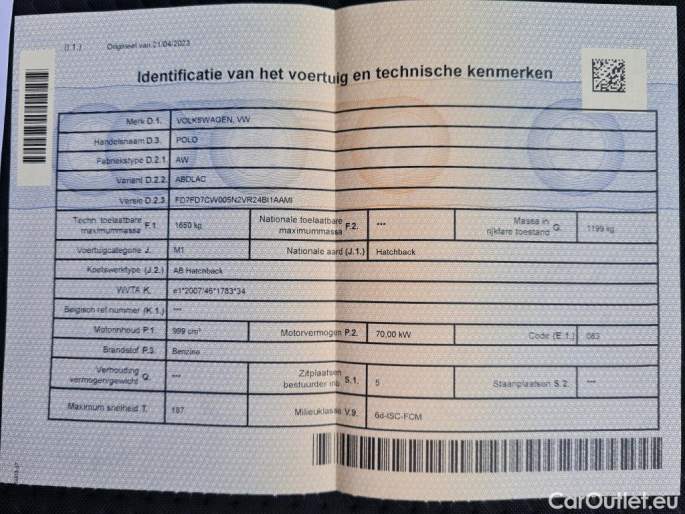 (I.1.) Origineel van 21/04/2023
Identificatie van het voertuig en technische kenmerken
Merk D.1. VOLKSWAGEN, VW
Handelsnaam D.3. POLO
Fabriekstype D.2.1. AW
Variant D.2.2. ABDLAC
Versie D.2.3. FD7FD7CW005N2VR24BI1AAMI
Techn. toelaatbare maximummassa F.1. 1650 kg Nationale toelaatbare maximummassa F.2. *** Massa in rijklare toestand G. 1199 kg
Voertuigcategorie J. M1 Nationale aard (J.1.) Hatchback
Koetswerktype (J.2.) AB Hatchback
WVTA K. e1*2007/46*1783*34
Belgisch ref.nummer (K.1.) ***
Motorinhoud P.1. 999 cm³ Motorvermogen P.2. 70,00 kW Code (E.1.) 083
Brandstof P.3. Benzine
Verhouding vermogen/gewicht Q. *** Zitplaatsen bestuurder inb. S.1. 5 Staanplaatsen S.2. ***
Maximum snelheid T. 187 Milieuklasse V.9. 6d-ISC-FCM
CarOutlet.eu